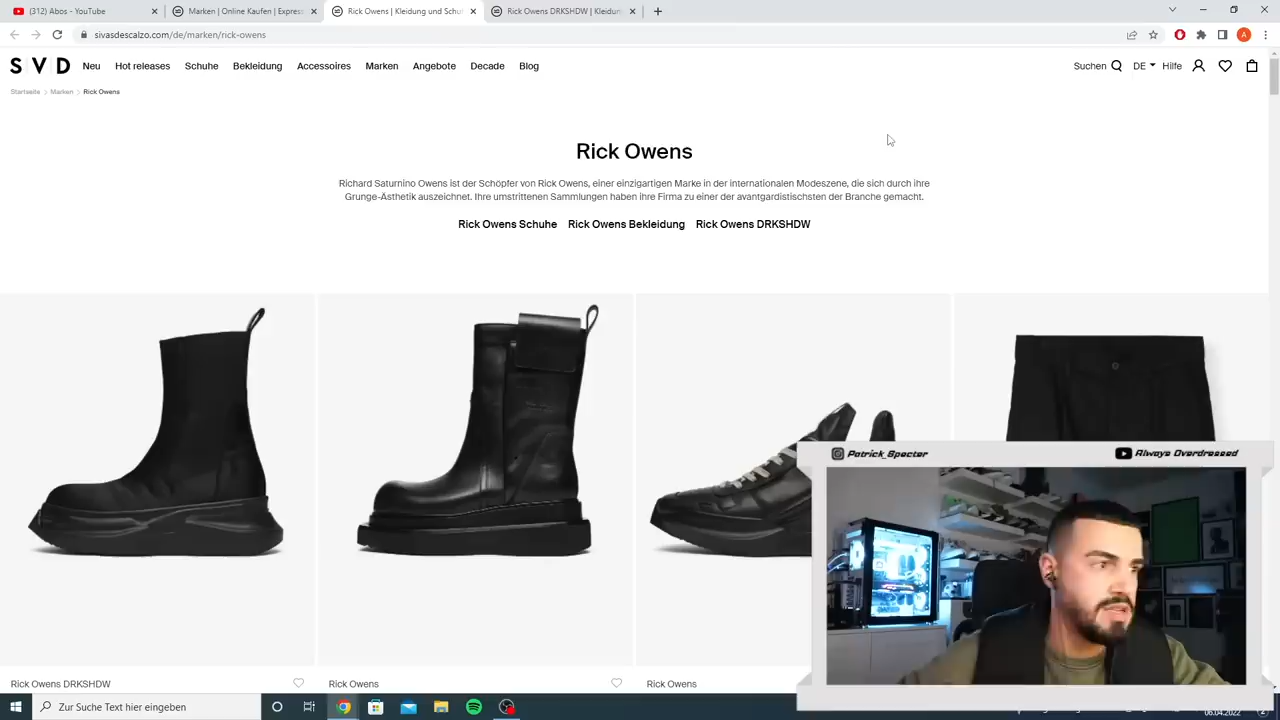 (312) Abos - YouTube
Marken | Online Kaufen | Express
Rick Owens | Kleidung und Schuh
Rick Owens DRKSHDW | Kleidung
sivasdescalzo.com/de/marken/rick-owens
A
SVD
Neu Hot releases Schuhe Bekleidung Accessoires Marken Angebote Decade Blog
Suchen DE Hilfe
Startseite Marken Rick Owens
Rick Owens
Richard Saturnino Owens ist der Schöpfer von Rick Owens, einer einzigartigen Marke in der internationalen Modeszene, die sich durch ihre
Grunge-Ästhetik auszeichnet. Ihre umstrittenen Sammlungen haben ihre Firma zu einer der avantgardistischsten der Branche gemacht.
Rick Owens Schuhe Rick Owens Bekleidung Rick Owens DRKSHDW
Patrick_Specter
Always Overdressed
Rick Owens DRKSHDW
Rick Owens
Rick Owens
Zur Suche Text hier eingeben
06.04.2022